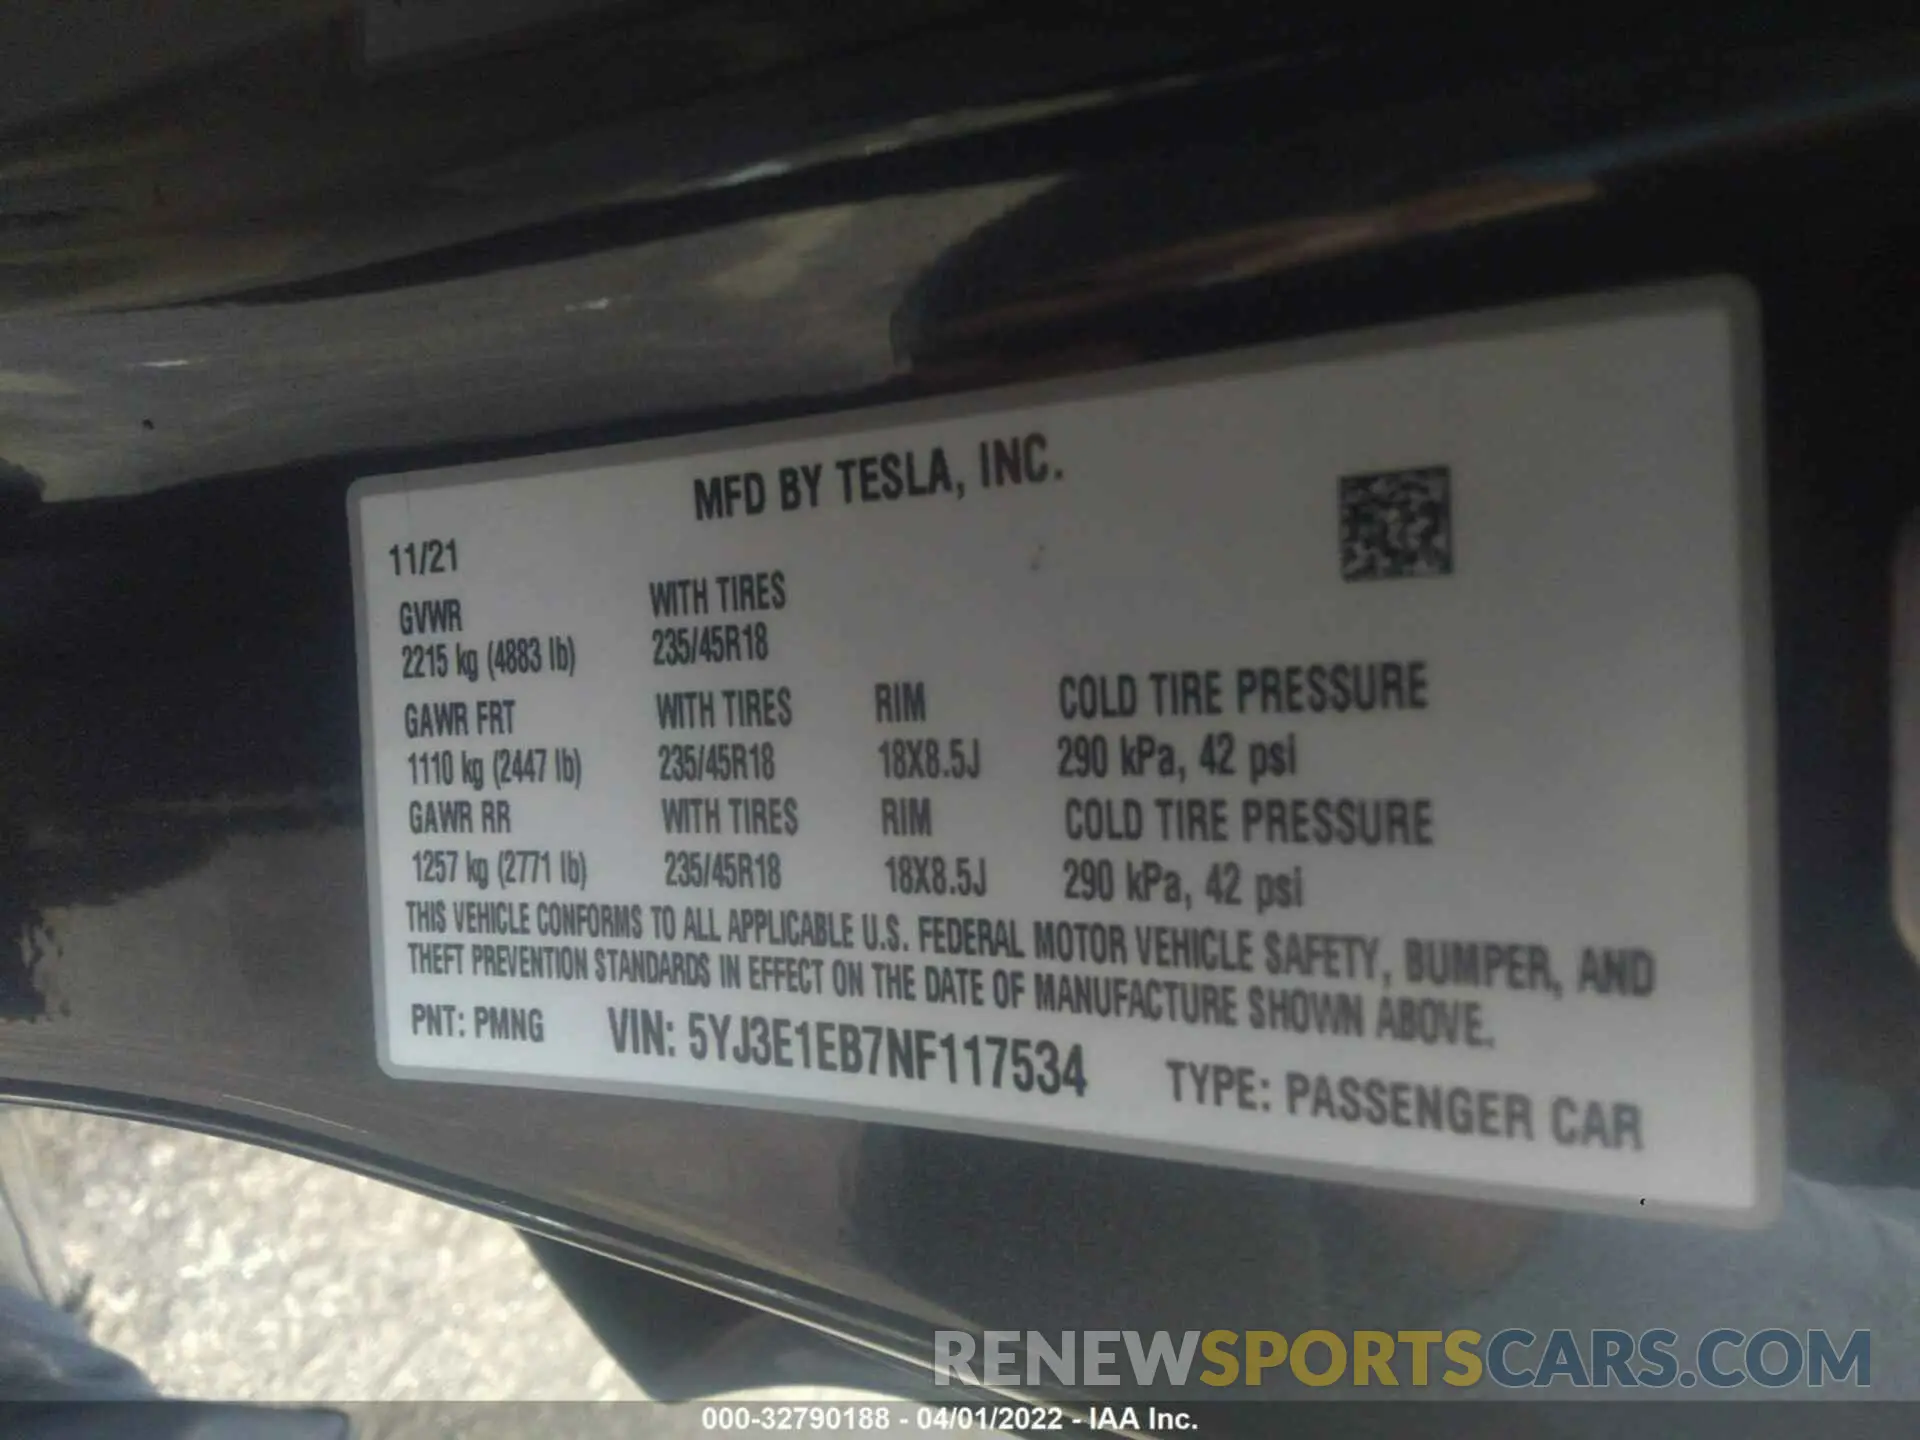 MFD BY TESLA, INC.
11/21
GVWR WITH TIRES
2215 kg (4883 lb) 235/45R18
GAWR FRT WITH TIRES RIM COLD TIRE PRESSURE
1110 kg (2447 lb) 235/45R18 18X8.5J 290 kPa, 42 psi
GAWR RR WITH TIRES RIM COLD TIRE PRESSURE
1257 kg (2771 lb) 235/45R18 18X8.5J 290 kPa, 42 psi
THIS VEHICLE CONFORMS TO ALL APPLICABLE U.S. FEDERAL MOTOR VEHICLE SAFETY, BUMPER, AND
THEFT PREVENTION STANDARDS IN EFFECT ON THE DATE OF MANUFACTURE SHOWN ABOVE.
PNT: PMNG VIN: 5YJ3E1EB7NF117534 TYPE: PASSENGER CAR
RENEWSPORTSCARS.COM
000-32790188 - 04/01/2022 - IAA Inc.